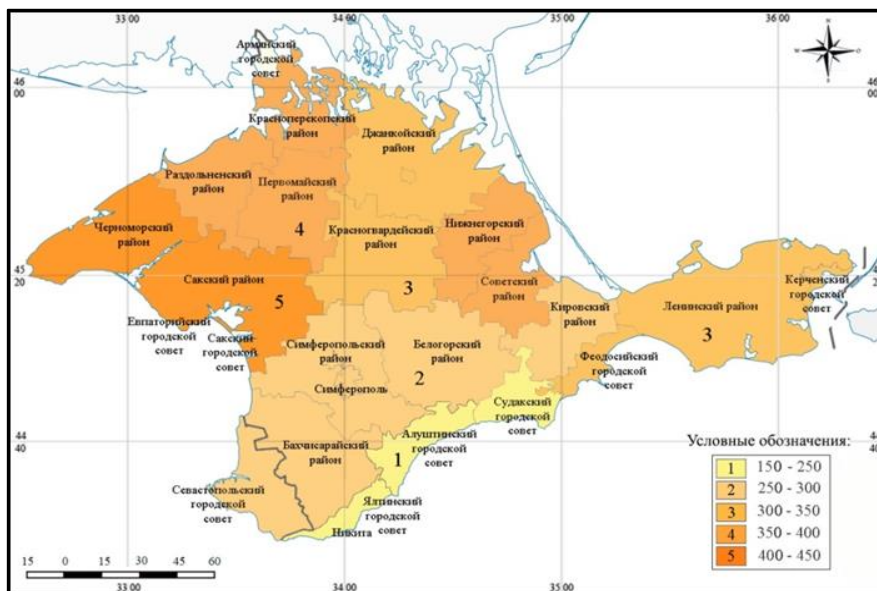 33 00
34 00
35 00
36 00
Армянский
городской
совет
46
00
46
00
Красноперекопский
район
Джанкойский
район
Раздольненский
район
Первомайский
район
4
Черноморский
район
Красногвардейский
район
3
Нижнегорский
район
45
20
45
20
Сакский район
5
Советский
район
Керченский
городской
совет
Ленинский район
3
Кировский
район
Евпаторийский
городской
совет
Сакский
городской
совет
Симферопольский
район
Белогорский
район
2
Феодосийский
городской
совет
Симферополь
Судакский
городской
совет
44
40
44
40
Бахчисарайский
район
Алуштинский
городской
совет
1
Севастопольский
городской
совет
Ялтинский
городской
совет
Никита
Условные обозначения:
1 150 - 250
2 250 - 300
3 300 - 350
4 350 - 400
5 400 - 450
15 0 15 30 45 60
33 00
34 00
35 00
36 00